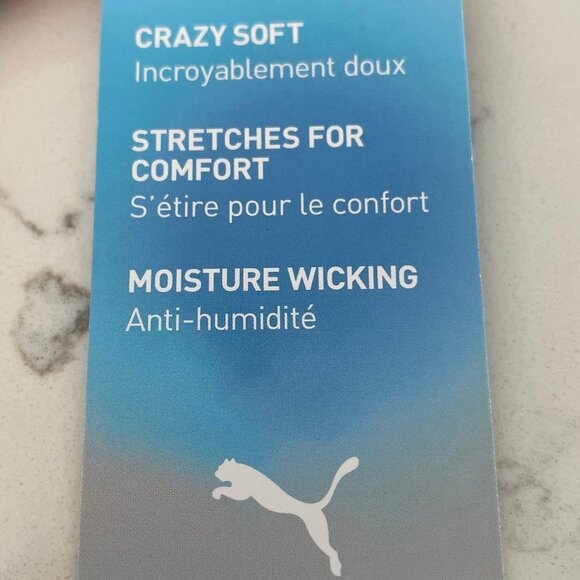 CRAZY SOFT
Incroyablement doux
STRETCHES FOR
COMFORT
S'étire pour le confort
MOISTURE WICKING
Anti-humidité